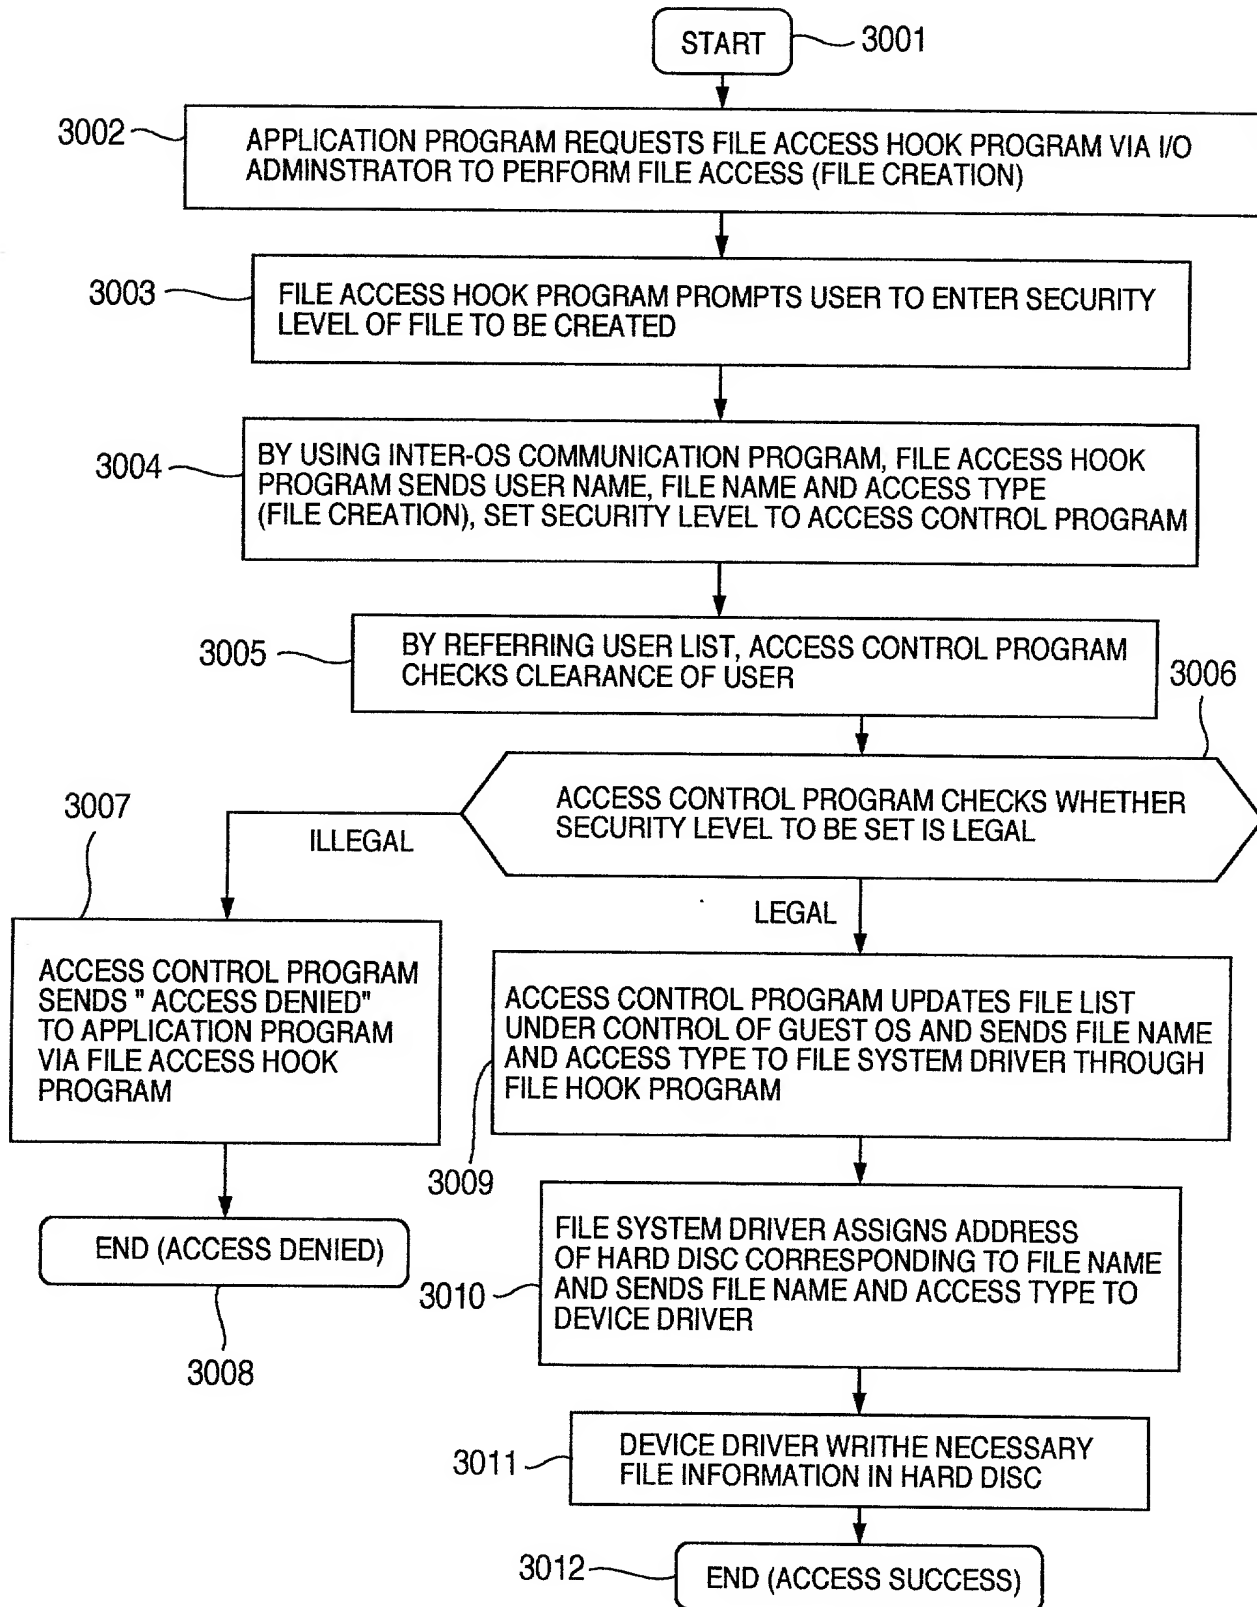 START
3001
3002
APPLICATION PROGRAM REQUESTS FILE ACCESS HOOK PROGRAM VIA I/O
ADMINSTRATOR TO PERFORM FILE ACCESS (FILE CREATION)
3003
FILE ACCESS HOOK PROGRAM PROMPTS USER TO ENTER SECURITY
LEVEL OF FILE TO BE CREATED
3004
BY USING INTER-OS COMMUNICATION PROGRAM, FILE ACCESS HOOK
PROGRAM SENDS USER NAME, FILE NAME AND ACCESS TYPE
(FILE CREATION), SET SECURITY LEVEL TO ACCESS CONTROL PROGRAM
3005
BY REFERRING USER LIST, ACCESS CONTROL PROGRAM
CHECKS CLEARANCE OF USER
3006
ACCESS CONTROL PROGRAM CHECKS WHETHER
SECURITY LEVEL TO BE SET IS LEGAL
3007
ILLEGAL
LEGAL
ACCESS CONTROL PROGRAM
SENDS " ACCESS DENIED"
TO APPLICATION PROGRAM
VIA FILE ACCESS HOOK
PROGRAM
ACCESS CONTROL PROGRAM UPDATES FILE LIST
UNDER CONTROL OF GUEST OS AND SENDS FILE NAME
AND ACCESS TYPE TO FILE SYSTEM DRIVER THROUGH
FILE HOOK PROGRAM
3009
END (ACCESS DENIED)
3008
FILE SYSTEM DRIVER ASSIGNS ADDRESS
OF HARD DISC CORRESPONDING TO FILE NAME
AND SENDS FILE NAME AND ACCESS TYPE TO
DEVICE DRIVER
3010
3011
DEVICE DRIVER WRITHE NECESSARY
FILE INFORMATION IN HARD DISC
3012
END (ACCESS SUCCESS)